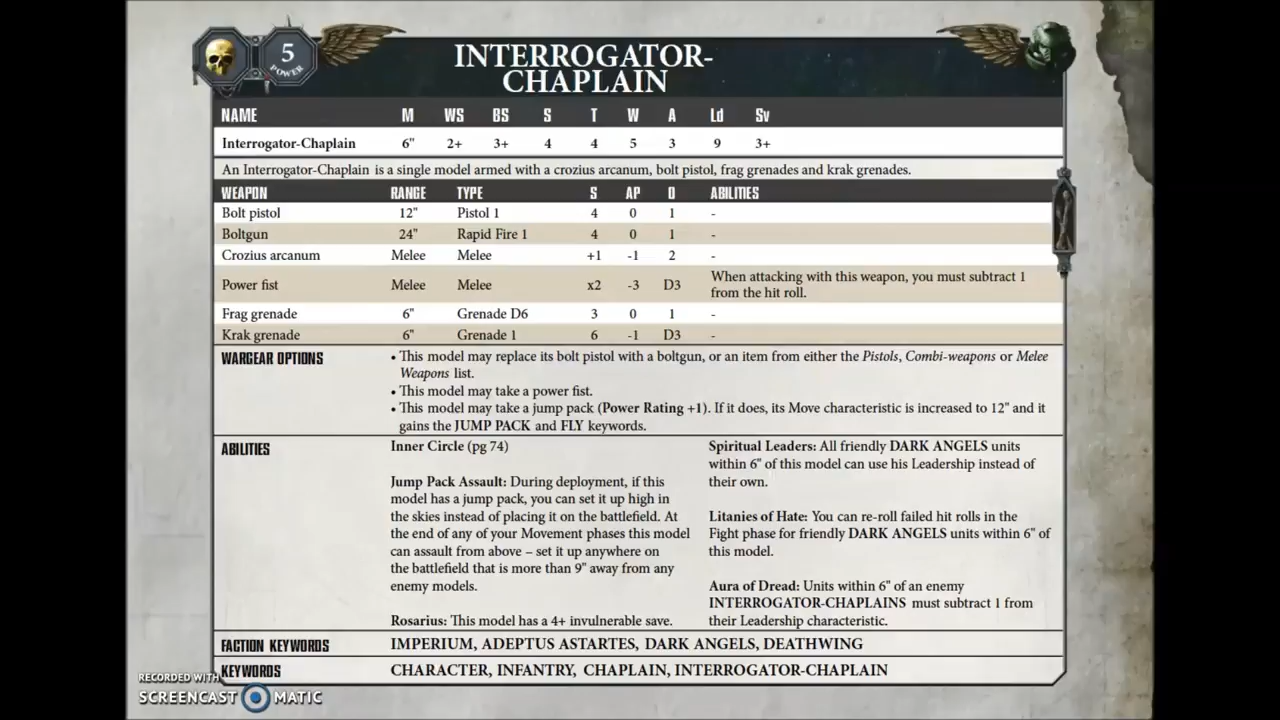 5
POWER
INTERROGATOR-
CHAPLAIN
NAME M WS BS S T W A Ld Sv
Interrogator-Chaplain 6" 2+ 3+ 4 4 5 3 9 3+
An Interrogator-Chaplain is a single model armed with a crozius arcanum, bolt pistol, frag grenades and krak grenades.
WEAPON RANGE TYPE S AP D ABILITIES
Bolt pistol 12" Pistol 1 4 0 1 -
Boltgun 24" Rapid Fire 1 4 0 1 -
Crozius arcanum Melee Melee +1 -1 2 -
Power fist Melee Melee x2 -3 D3 When attacking with this weapon, you must subtract 1
from the hit roll.
Frag grenade 6" Grenade D6 3 0 1 -
Krak grenade 6" Grenade 1 6 -1 D3 -
WARGEAR OPTIONS
• This model may replace its bolt pistol with a boltgun, or an item from either the Pistols, Combi-weapons or Melee
Weapons list.
• This model may take a power fist.
• This model may take a jump pack (Power Rating +1). If it does, its Move characteristic is increased to 12" and it
gains the JUMP PACK and FLY keywords.
ABILITIES
Inner Circle (pg 74)
Jump Pack Assault: During deployment, if this
model has a jump pack, you can set it up high in
the skies instead of placing it on the battlefield. At
the end of any of your Movement phases this model
can assault from above – set it up anywhere on
the battlefield that is more than 9" away from any
enemy models.
Rosarius: This model has a 4+ invulnerable save.
Spiritual Leaders: All friendly DARK ANGELS units
within 6" of this model can use his Leadership instead of
their own.
Litanies of Hate: You can re-roll failed hit rolls in the
Fight phase for friendly DARK ANGELS units within 6" of
this model.
Aura of Dread: Units within 6" of an enemy
INTERROGATOR-CHAPLAINS must subtract 1 from
their Leadership characteristic.
FACTION KEYWORDS IMPERIUM, ADEPTUS ASTARTES, DARK ANGELS, DEATHWING
KEYWORDS CHARACTER, INFANTRY, CHAPLAIN, INTERROGATOR-CHAPLAIN
RECORDED WITH
SCREENCAST MATIC